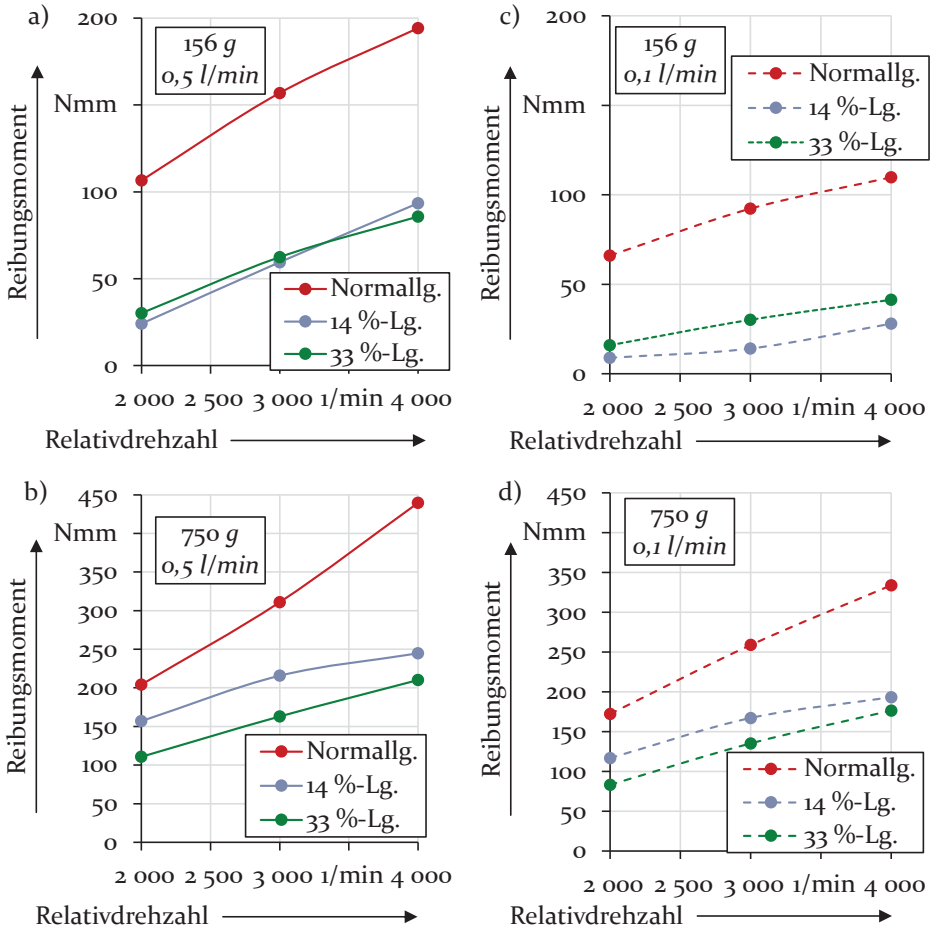 a)
200
Nmm
100
50
0
Reibungsmoment
156 g
0,5 l/min
Normallg.
14 %-Lg.
33 %-Lg.
2 000 2 500 3 000 1/min 4 000
Relativdrehzahl
c)
200
Nmm
100
50
0
Reibungsmoment
156 g
0,1 l/min
Normallg.
14 %-Lg.
33 %-Lg.
2 000 2 500 3 000 1/min 4 000
Relativdrehzahl
b)
450
Nmm
350
300
250
200
150
100
50
0
Reibungsmoment
750 g
0,5 l/min
Normallg.
14 %-Lg.
33 %-Lg.
2 000 2 500 3 000 1/min 4 000
Relativdrehzahl
d)
450
Nmm
350
300
250
200
150
100
50
0
Reibungsmoment
750 g
0,1 l/min
Normallg.
14 %-Lg.
33 %-Lg.
2 000 2 500 3 000 1/min 4 000
Relativdrehzahl